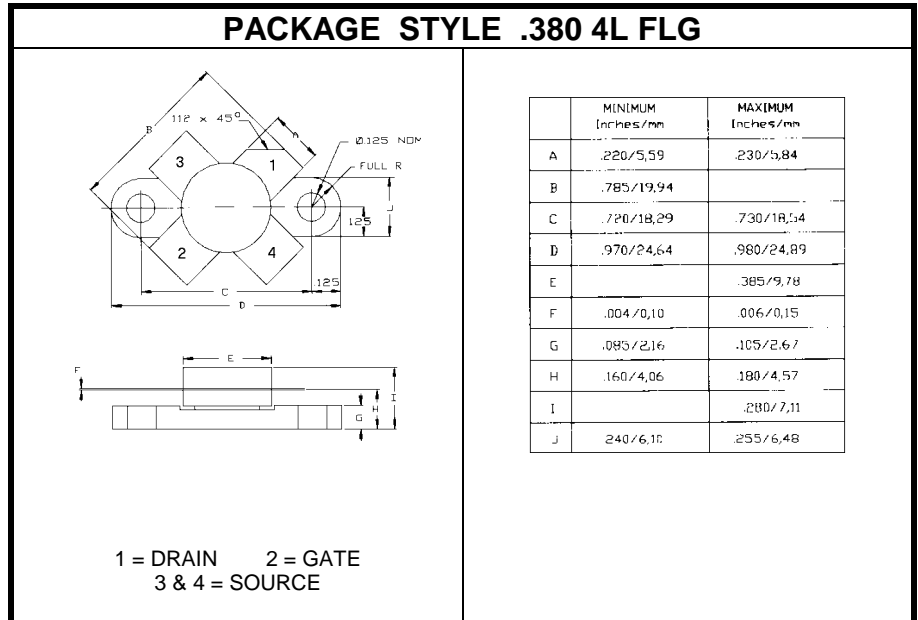 PACKAGE STYLE .380 4L FLG
.112 x 45°
B
A
Ø.125 NOM
FULL R
3
1
2
4
J
.125
C
.125
D
E
F
G
H
I
MINIMUM inches/mm MAXIMUM inches/mm
A .220/5,59 .230/5,84
B .785/19,94
C .720/18,29 .730/18,54
D .970/24,64 .980/24,89
E .385/9,78
F .004/0,10 .006/0,15
G .085/2,16 .105/2,67
H .160/4,06 .180/4,57
I .280/7,11
J .240/6,10 .255/6,48
1 = DRAIN 2 = GATE
3 & 4 = SOURCE